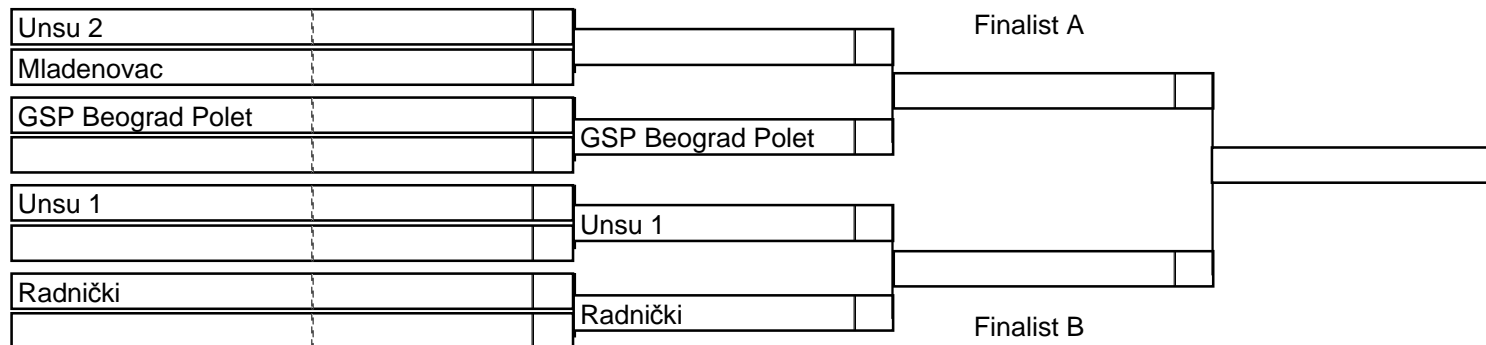 Unsu 2
Mladenovac
GSP Beograd Polet
Unsu 1
Radnički
GSP Beograd Polet
Unsu 1
Radnički
Finalist A
Finalist B